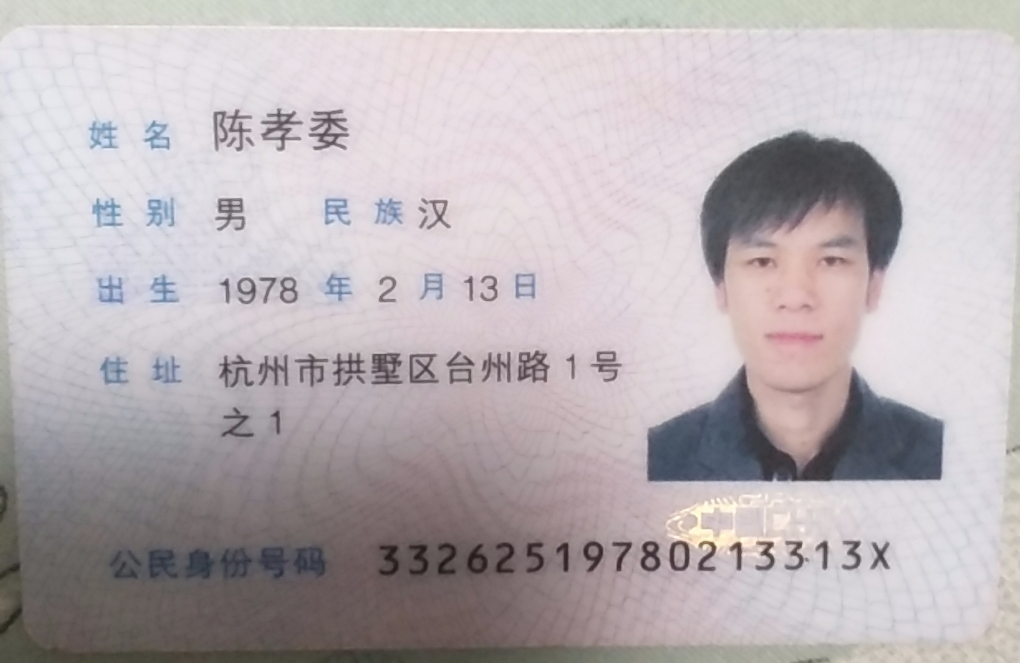 姓名 陈孝委
性别 男 民族 汉
出生 1978 年 2 月 13 日
住址 杭州市拱墅区台州路 1 号
之 1
公民身份号码 33262519780213313X